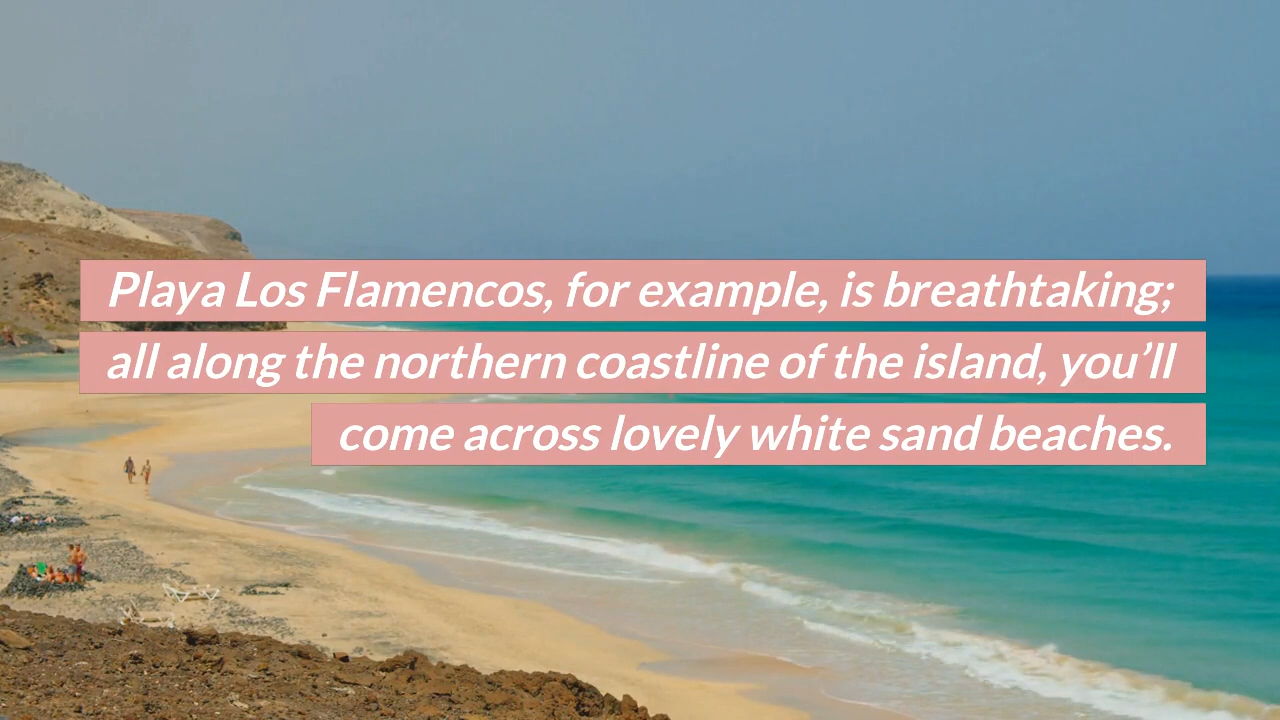 Playa Los Flamencos, for example, is breathtaking;
all along the northern coastline of the island, you’ll
come across lovely white sand beaches.